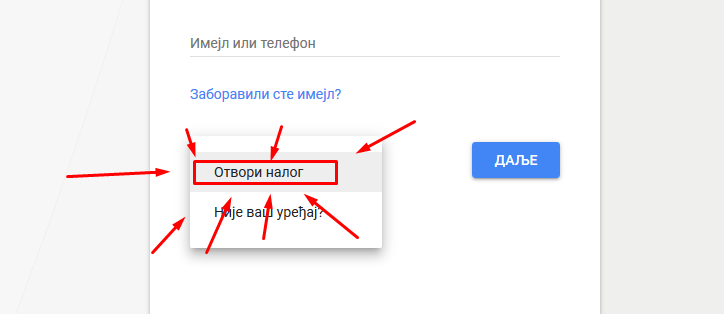 Имејл или телефон
Заборавили сте имејл?
ДАЉЕ
Отвори налог
Није ваш уређај?